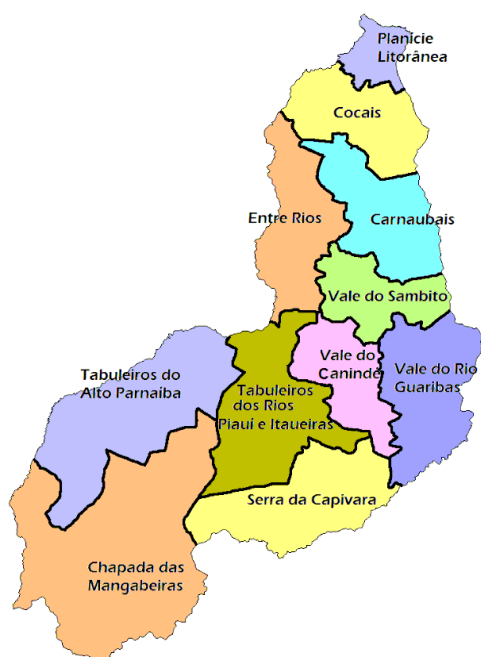 Planície
Litorânea
Cocais
Entre Rios
Carnaubais
Vale do Sambito
Vale do
Canindé
Vale do Rio
Guaribas
Tabuleiros do
Alto Parnaíba
Tabuleiros
dos Rios
Piauí e Itaueiras
Serra da Capivara
Chapada das
Mangabeiras